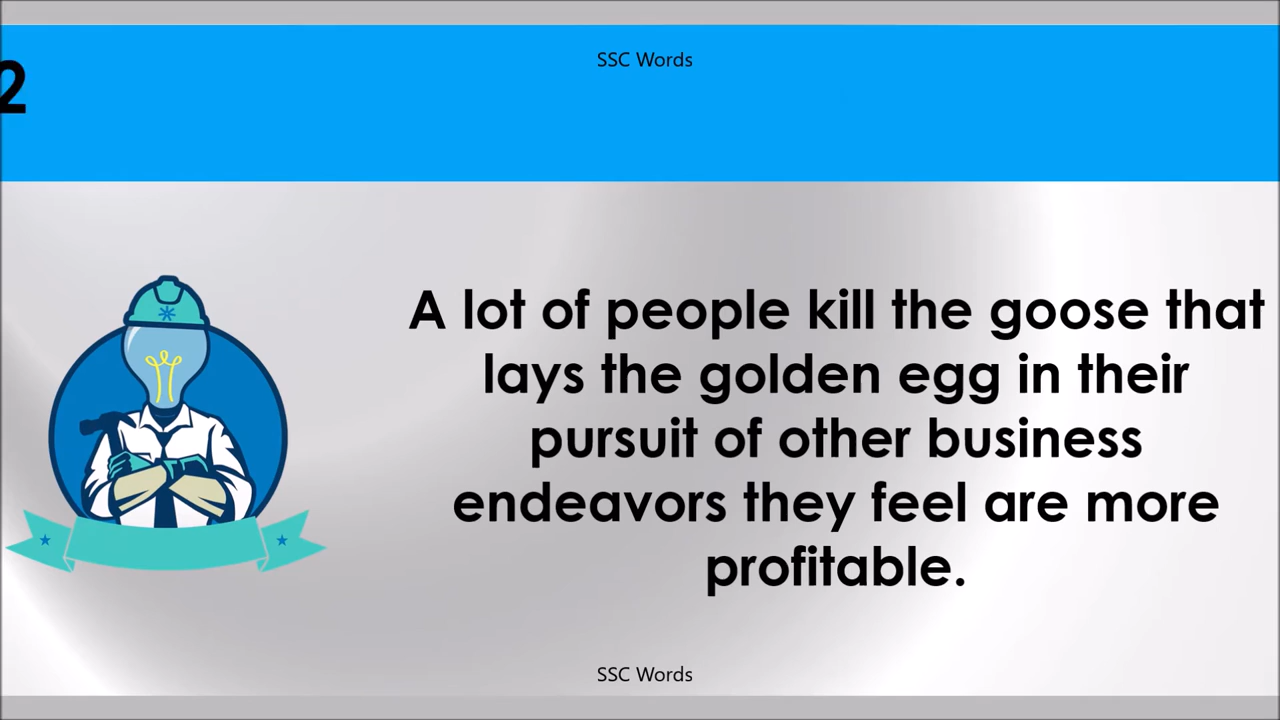 SSC Words
2
A lot of people kill the goose that
lays the golden egg in their
pursuit of other business
endeavors they feel are more
profitable.
SSC Words